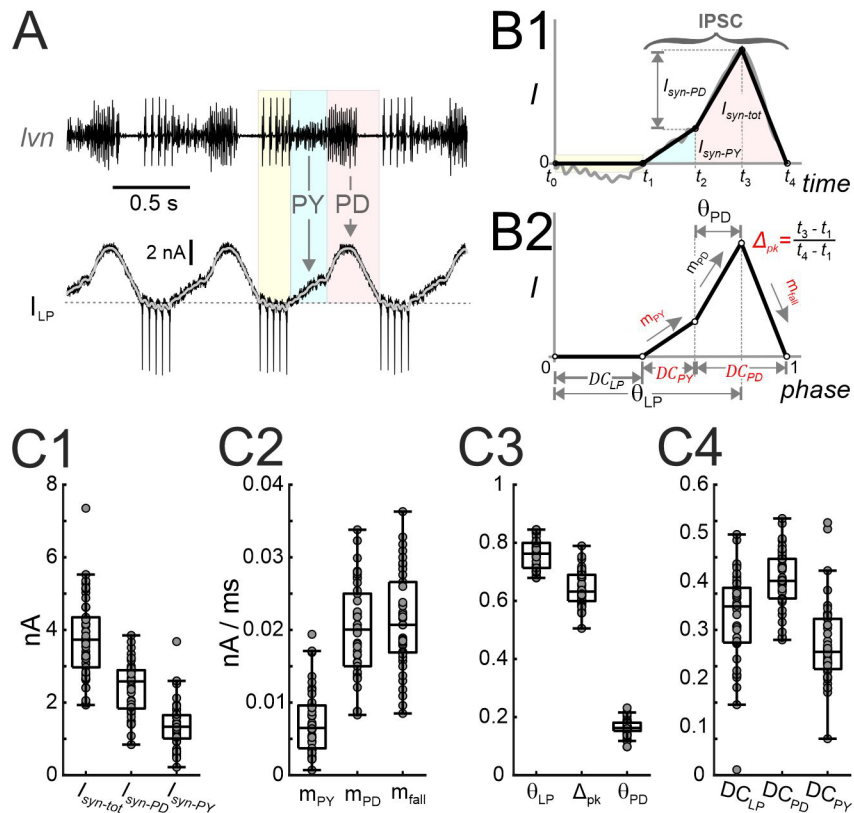 A
lvn
0.5 s
PY
PD
2 nA
I_LP
B1
IPSC
I
I_syn-PD
I_syn-tot
I_syn-PY
0
t_0
t_1
t_2
t_3
t_4
time
B2
θ_PD
Δ_pk = (t_3 - t_1) / (t_4 - t_1)
I
m_PY
m_PD
m_fall
0
1
DC_LP
DC_PY
DC_PD
θ_LP
phase
C1
8
6
4
2
0
nA
I_syn-tot
I_syn-PD
I_syn-PY
C2
0.04
0.03
0.02
0.01
0
nA / ms
m_PY
m_PD
m_fall
C3
1
0.8
0.6
0.4
0.2
0
θ_LP
Δ_pk
θ_PD
C4
0.6
0.5
0.4
0.3
0.2
0.1
0
DC_LP
DC_PD
DC_PY